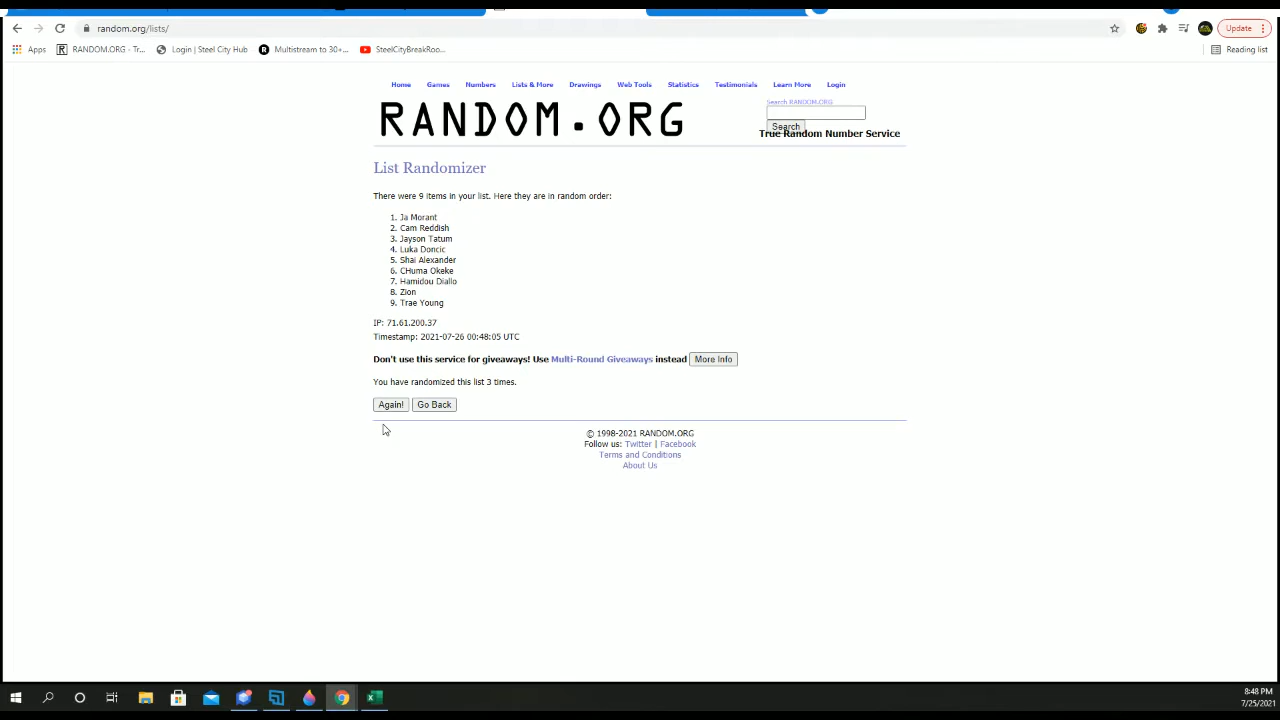 random.org/lists/
Update
Apps
RANDOM.ORG - Tr...
Login | Steel City Hub
Multistream to 30+...
SteelCityBreakRoo...
Reading list
Home Games Numbers Lists & More Drawings Web Tools Statistics Testimonials Learn More Login
RANDOM.ORG
Search RANDOM.ORG
Search
True Random Number Service
List Randomizer
There were 9 items in your list. Here they are in random order:
1. Ja Morant
2. Cam Reddish
3. Jayson Tatum
4. Luka Doncic
5. Shai Alexander
6. CHuma Okeke
7. Hamidou Diallo
8. Zion
9. Trae Young
IP: 71.61.200.37
Timestamp: 2021-07-26 00:48:05 UTC
Don't use this service for giveaways! Use Multi-Round Giveaways instead More Info
You have randomized this list 3 times.
Again! Go Back
© 1998-2021 RANDOM.ORG
Follow us: Twitter | Facebook
Terms and Conditions
About Us
8:48 PM
7/25/2021